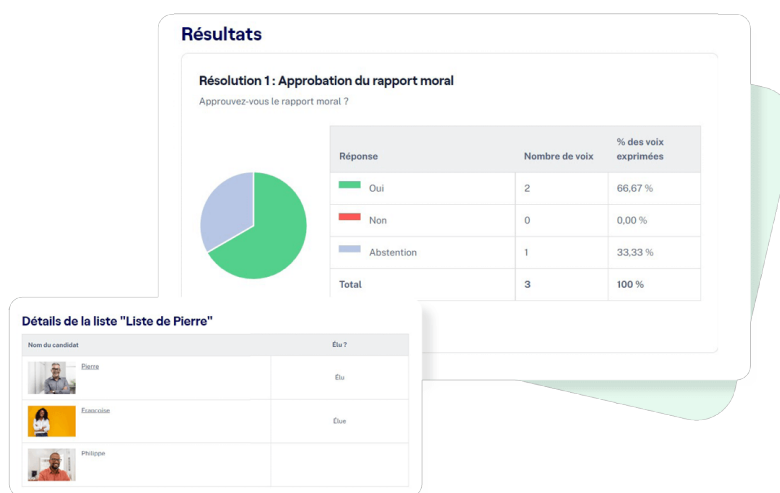 Résultats
Résolution 1 : Approbation du rapport moral
Approuvez-vous le rapport moral ?
Réponse Nombre de voix % des voix exprimées
Oui 2 66,67 %
Non 0 0,00 %
Abstention 1 33,33 %
Total 3 100 %
Détails de la liste "Liste de Pierre"
Nom du candidat Élu ?
Pierre Élu
Françoise Élue
Philippe